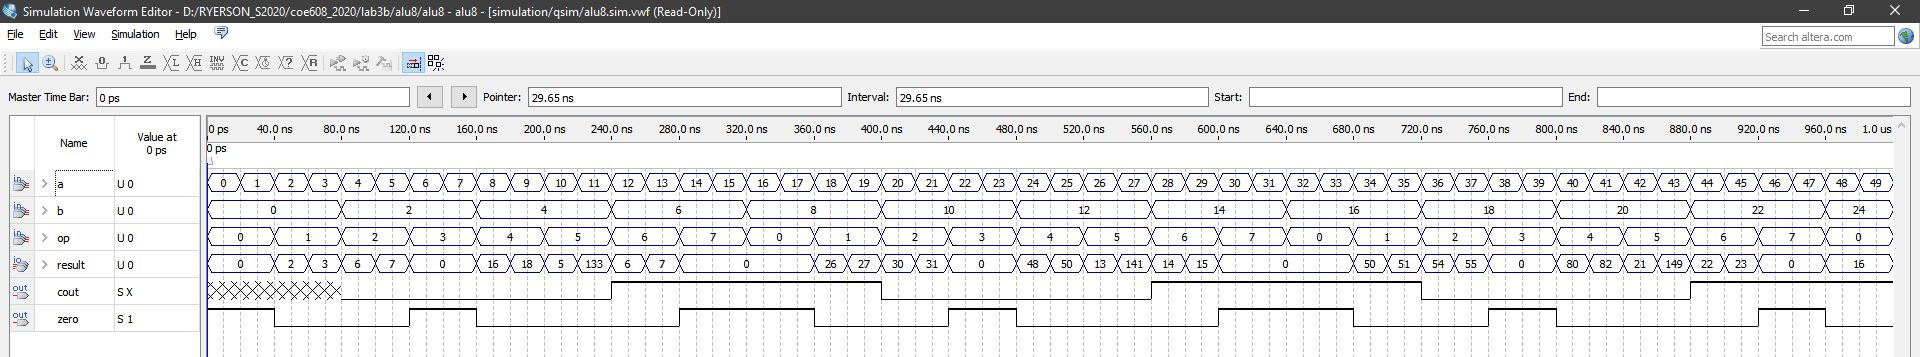 Simulation Waveform Editor - D:/RYERSON_S2020/coe608_2020/lab3b/alu8/alu8 - alu8 - [simulation/qsim/alu8.sim.vwf (Read-Only)]
File Edit View Simulation Help
Search altera.com
Master Time Bar: 0 ps Pointer: 29.65 ns Interval: 29.65 ns Start: End:
Name Value at 0 ps 0 ps 40.0 ns 80.0 ns 120.0 ns 160.0 ns 200.0 ns 240.0 ns 280.0 ns 320.0 ns 360.0 ns 400.0 ns 440.0 ns 480.0 ns 520.0 ns 560.0 ns 600.0 ns 640.0 ns 680.0 ns 720.0 ns 760.0 ns 800.0 ns 840.0 ns 880.0 ns 920.0 ns 960.0 ns 1.0 us
0 ps
a U 0 0 1 2 3 4 5 6 7 8 9 10 11 12 13 14 15 16 17 18 19 20 21 22 23 24 25 26 27 28 29 30 31 32 33 34 35 36 37 38 39 40 41 42 43 44 45 46 47 48 49
b U 0 0 2 4 6 8 10 12 14 16 18 20 22 24
op U 0 0 1 2 3 4 5 6 7 0 1 2 3 4 5 6 7 0 1 2 3 4 5 6 7 0
result U 0 0 2 3 6 7 0 16 18 5 133 6 7 0 26 27 30 31 0 48 50 13 141 14 15 0 50 51 54 55 0 80 82 21 149 22 23 0 16
cout S X
zero S 1